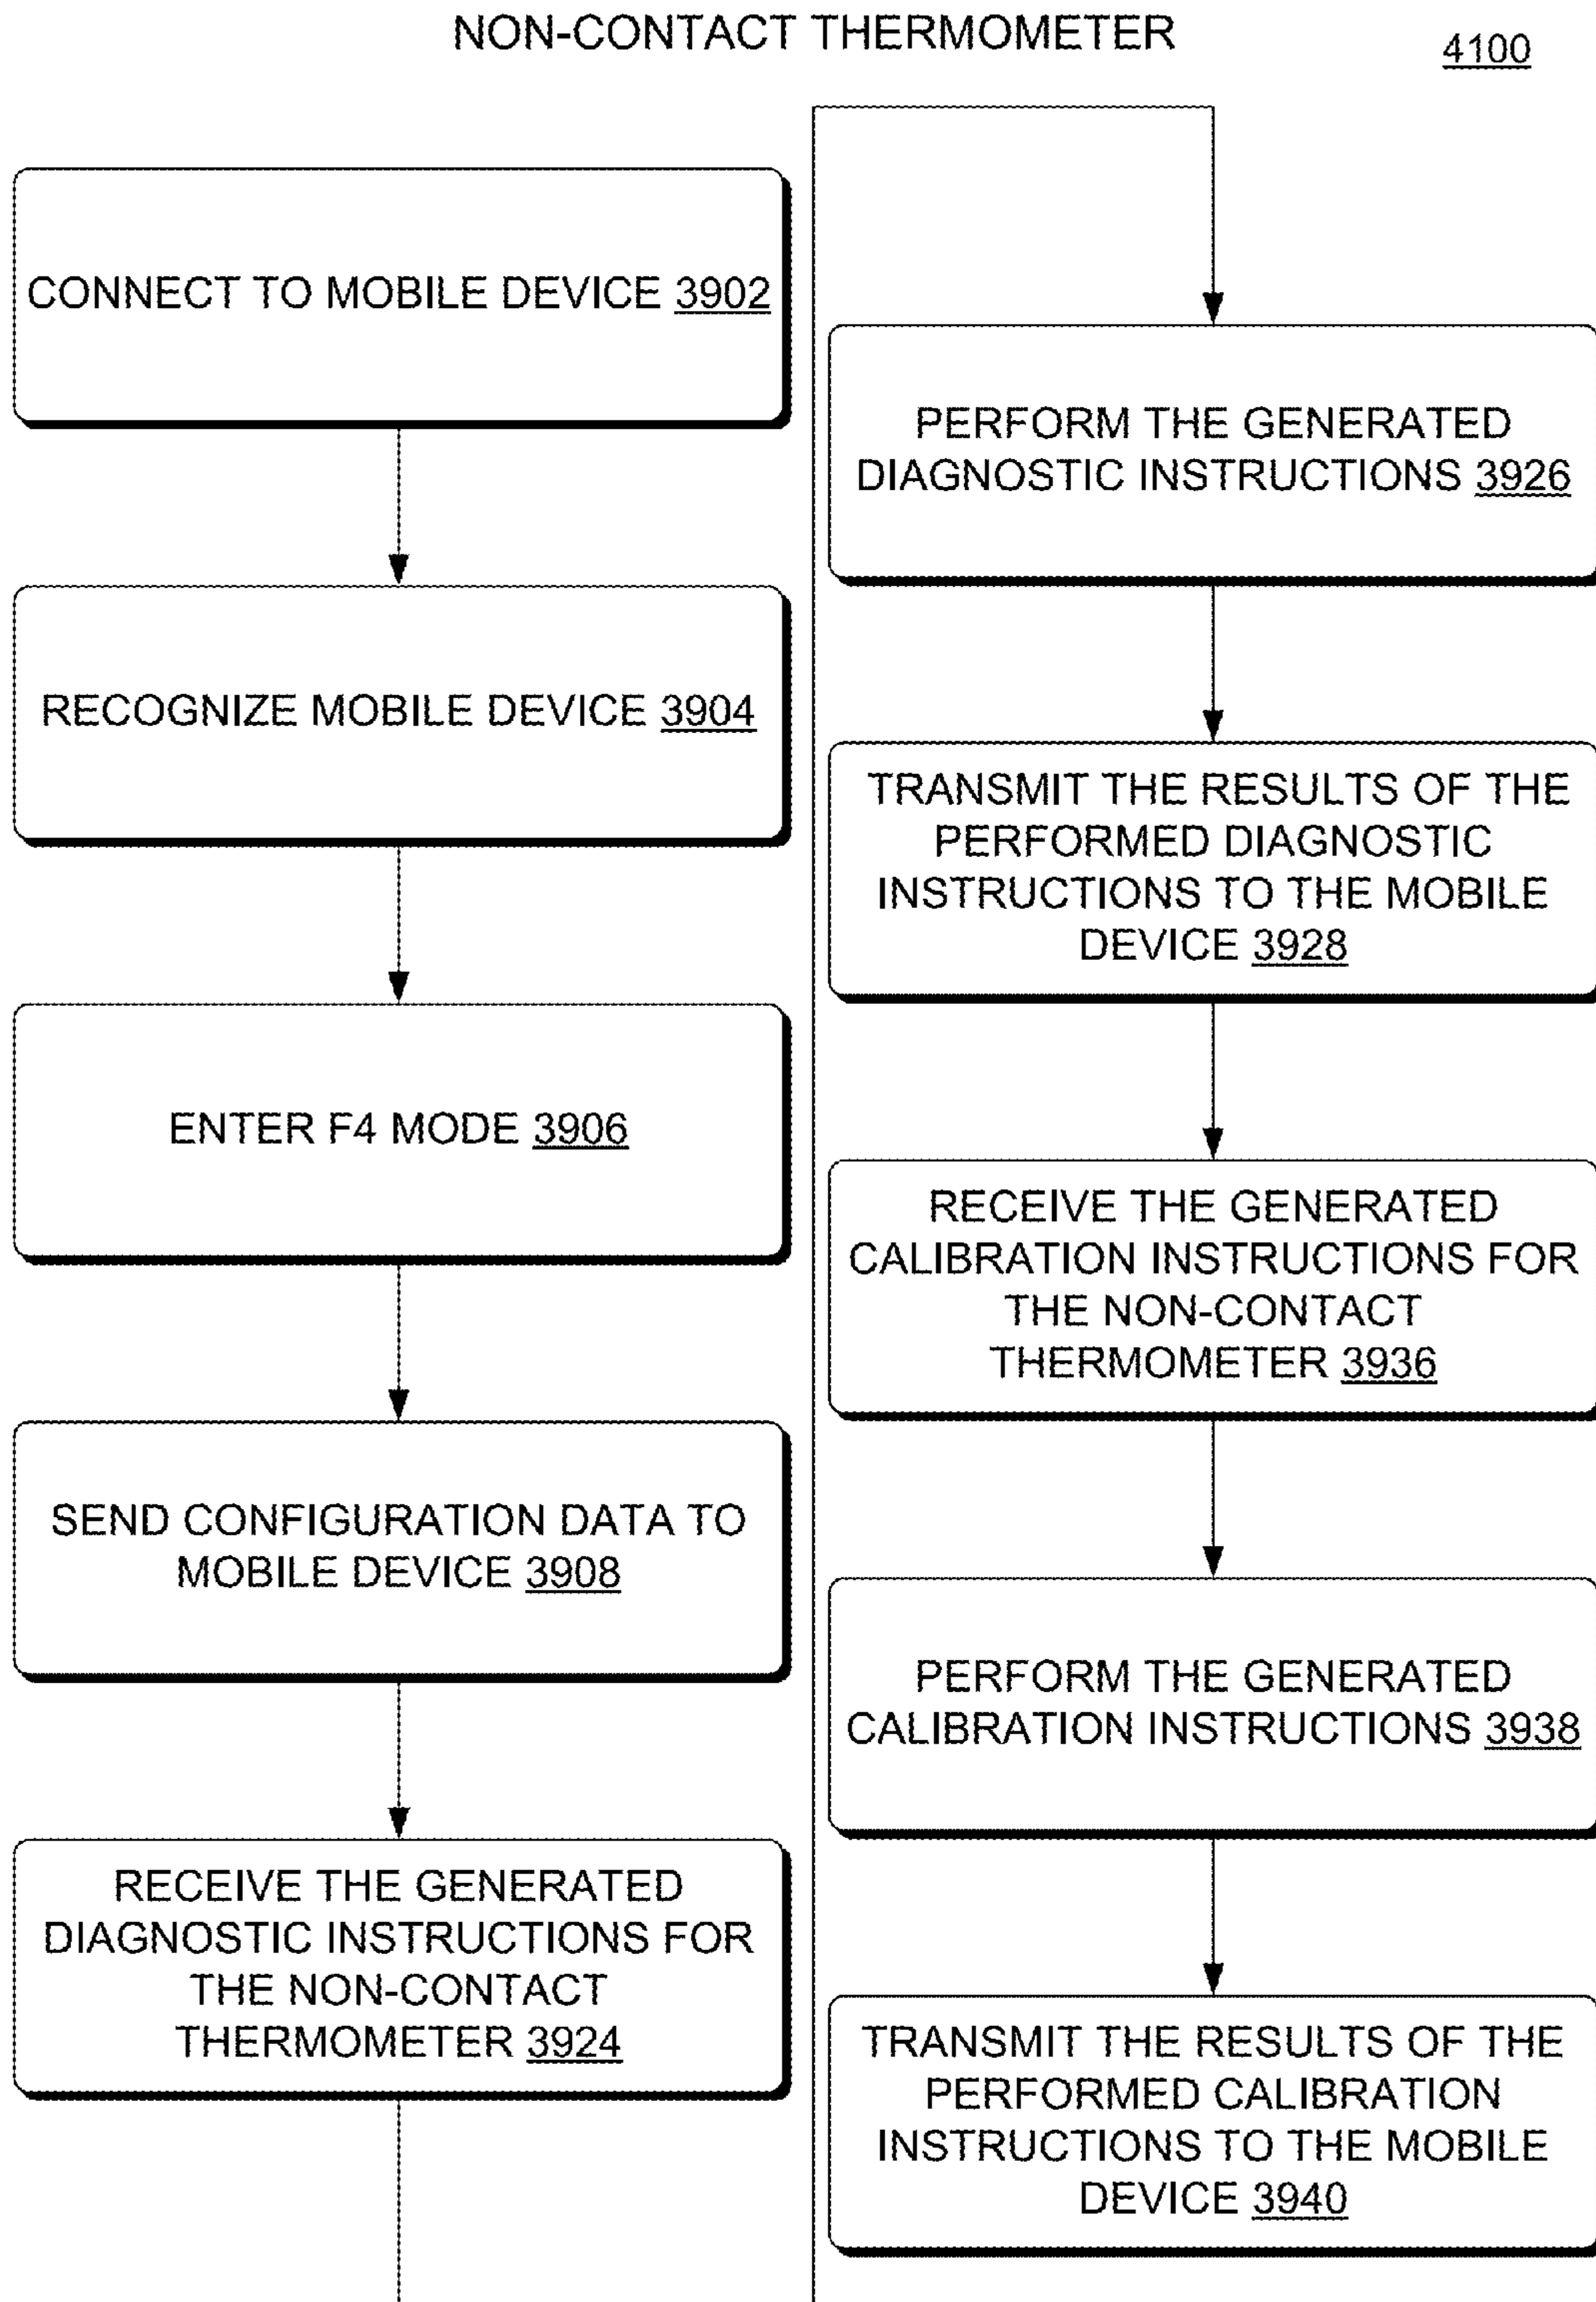 NON-CONTACT THERMOMETER
4100
CONNECT TO MOBILE DEVICE 3902
RECOGNIZE MOBILE DEVICE 3904
ENTER F4 MODE 3906
SEND CONFIGURATION DATA TO
MOBILE DEVICE 3908
RECEIVE THE GENERATED
DIAGNOSTIC INSTRUCTIONS FOR
THE NON-CONTACT
THERMOMETER 3924
PERFORM THE GENERATED
DIAGNOSTIC INSTRUCTIONS 3926
TRANSMIT THE RESULTS OF THE
PERFORMED DIAGNOSTIC
INSTRUCTIONS TO THE MOBILE
DEVICE 3928
RECEIVE THE GENERATED
CALIBRATION INSTRUCTIONS FOR
THE NON-CONTACT
THERMOMETER 3936
PERFORM THE GENERATED
CALIBRATION INSTRUCTIONS 3938
TRANSMIT THE RESULTS OF THE
PERFORMED CALIBRATION
INSTRUCTIONS TO THE MOBILE
DEVICE 3940